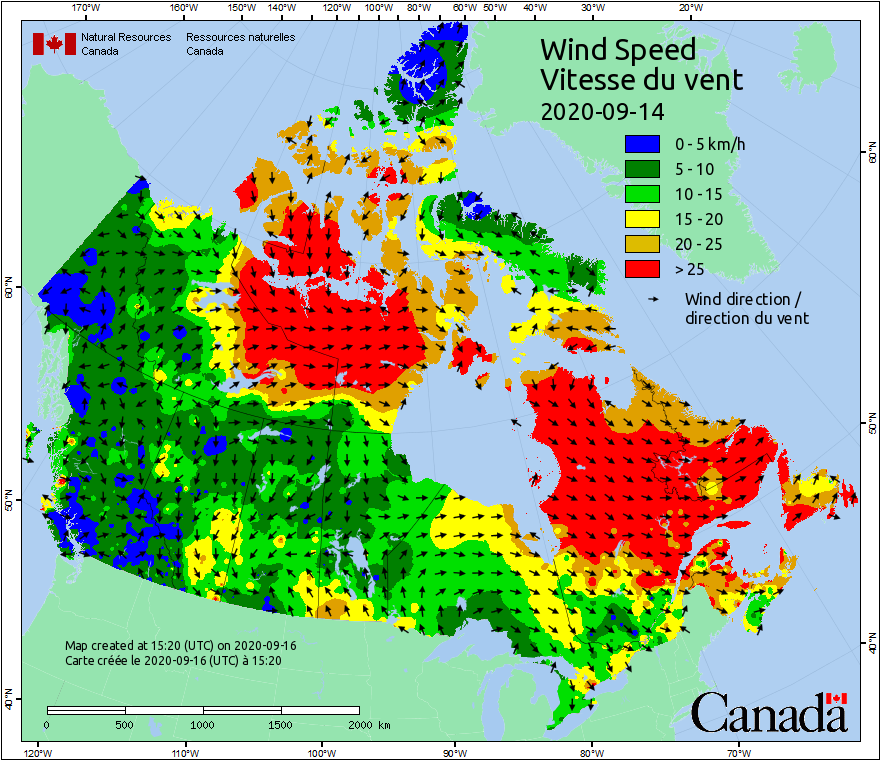 170°W 160°W 150°W 140°W 120°W 100°W 80°W 60°W 50°W 40°W 30°W 20°W
Natural Resources Ressources naturelles
Canada Canada
Wind Speed
Vitesse du vent
2020-09-14
0 - 5 km/h
5 - 10
10 - 15
15 - 20
20 - 25
> 25
Wind direction /
direction du vent
60°N
60°N
50°N
50°N
40°N
40°N
Map created at 15:20 (UTC) on 2020-09-16
Carte créée le 2020-09-16 (UTC) à 15:20
0 500 1000 1500 2000 km
Canada
120°W 110°W 100°W 90°W 80°W 70°W